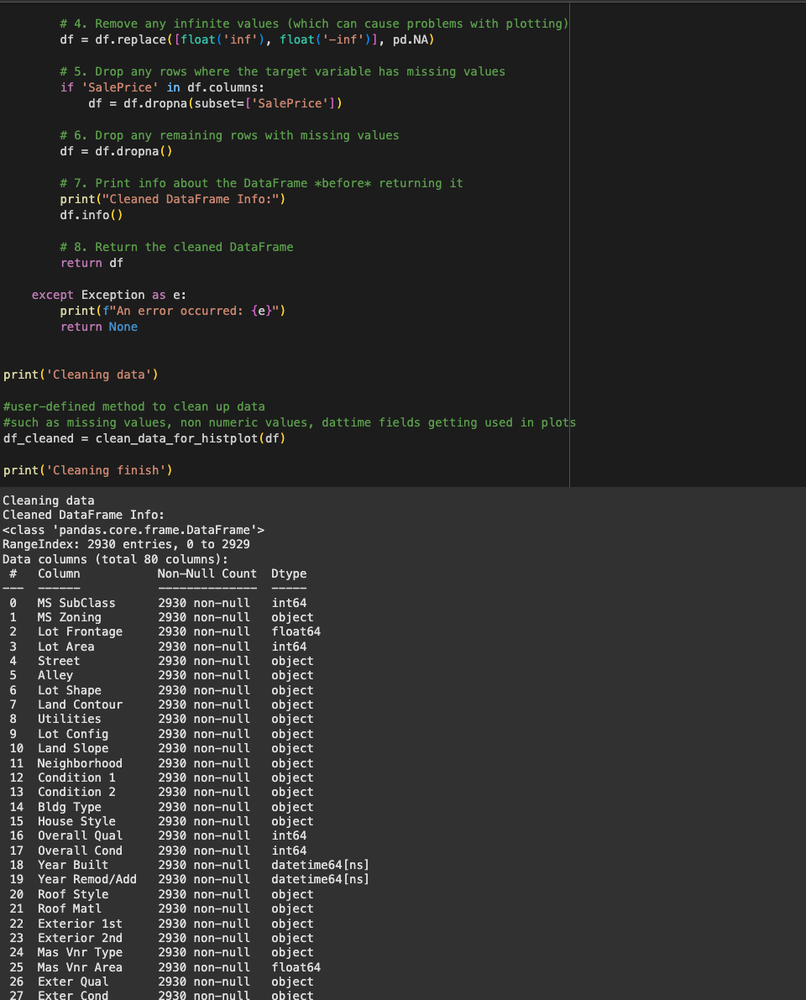 # 4. Remove any infinite values (which can cause problems with plotting)
df = df.replace([float('inf'), float('-inf')], pd.NA)
# 5. Drop any rows where the target variable has missing values
if 'SalePrice' in df.columns:
df = df.dropna(subset=['SalePrice'])
# 6. Drop any remaining rows with missing values
df = df.dropna()
# 7. Print info about the DataFrame *before* returning it
print("Cleaned DataFrame Info:")
df.info()
# 8. Return the cleaned DataFrame
return df
except Exception as e:
print(f"An error occurred: {e}")
return None
print('Cleaning data')
#user-defined method to clean up data
#such as missing values, non numeric values, dattime fields getting used in plots
df_cleaned = clean_data_for_histplot(df)
print('Cleaning finish')
Cleaning data
Cleaned DataFrame Info:
<class 'pandas.core.frame.DataFrame'>
RangeIndex: 2930 entries, 0 to 2929
Data columns (total 80 columns):
# Column Non-Null Count Dtype
--- ------ -------------- -----
0 MS SubClass 2930 non-null int64
1 MS Zoning 2930 non-null object
2 Lot Frontage 2930 non-null float64
3 Lot Area 2930 non-null int64
4 Street 2930 non-null object
5 Alley 2930 non-null object
6 Lot Shape 2930 non-null object
7 Land Contour 2930 non-null object
8 Utilities 2930 non-null object
9 Lot Config 2930 non-null object
10 Land Slope 2930 non-null object
11 Neighborhood 2930 non-null object
12 Condition 1 2930 non-null object
13 Condition 2 2930 non-null object
14 Bldg Type 2930 non-null object
15 House Style 2930 non-null object
16 Overall Qual 2930 non-null int64
17 Overall Cond 2930 non-null int64
18 Year Built 2930 non-null datetime64[ns]
19 Year Remod/Add 2930 non-null datetime64[ns]
20 Roof Style 2930 non-null object
21 Roof Matl 2930 non-null object
22 Exterior 1st 2930 non-null object
23 Exterior 2nd 2930 non-null object
24 Mas Vnr Type 2930 non-null object
25 Mas Vnr Area 2930 non-null float64
26 Exter Qual 2930 non-null object
27 Exter Cond 2930 non-null object